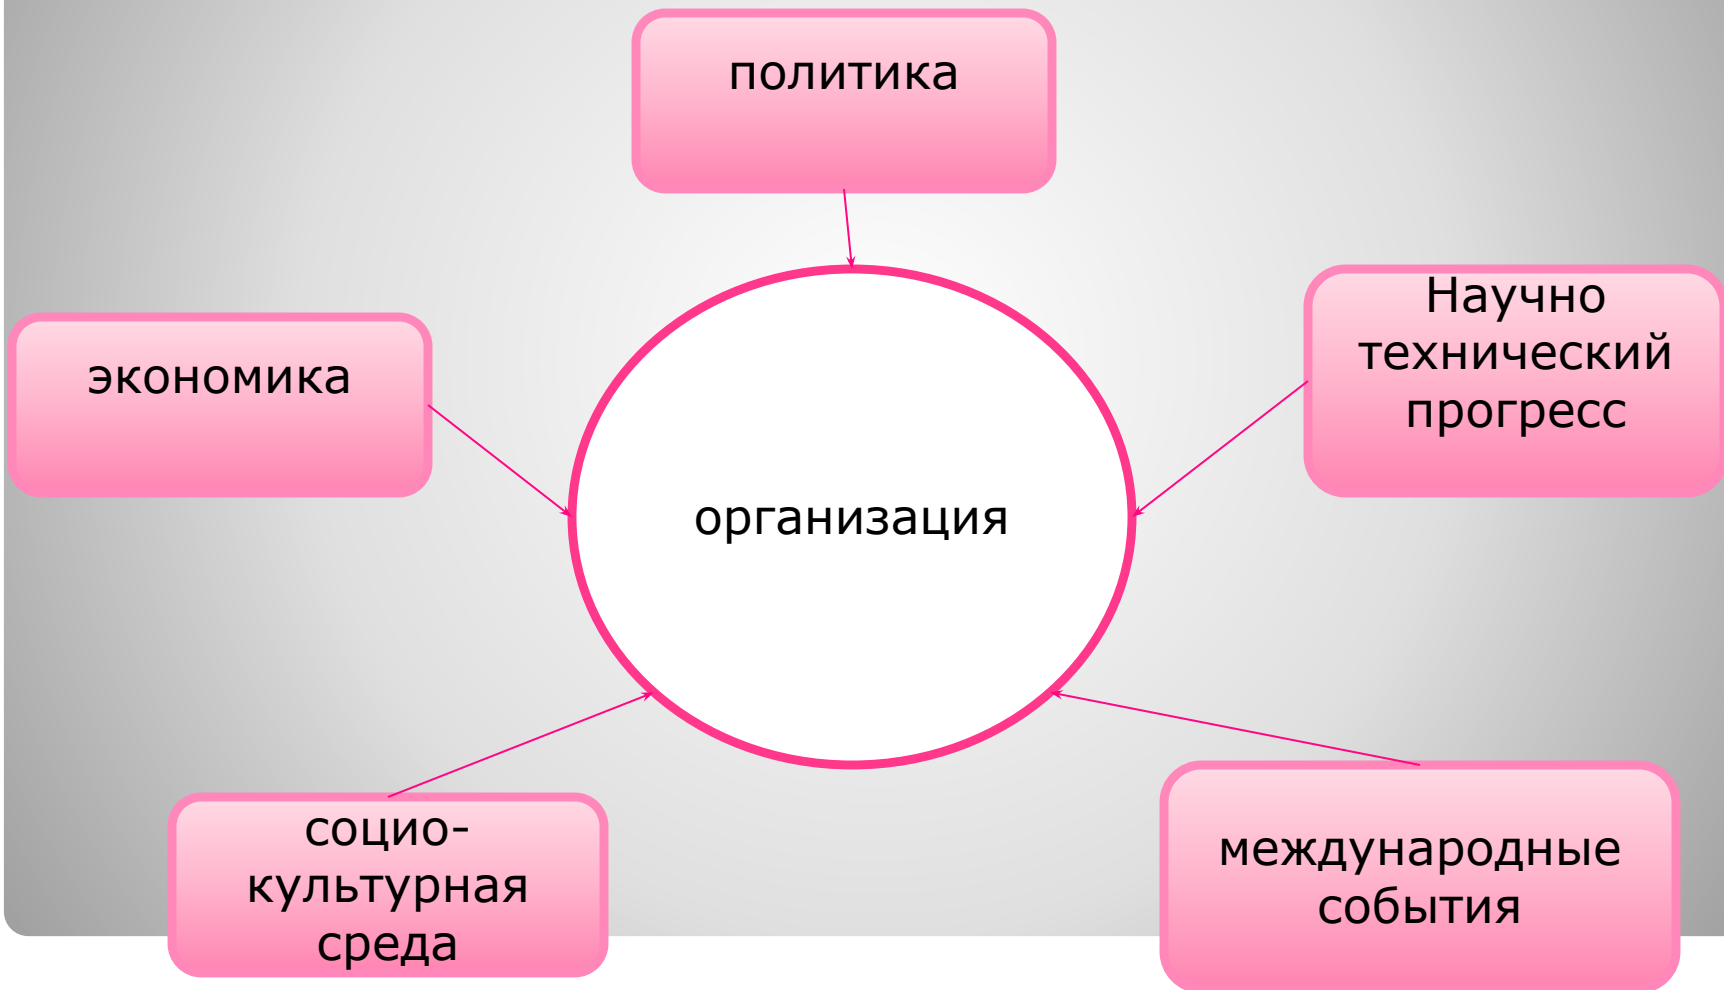 политика
экономика
Научно
технический
прогресс
организация
социо-
культурная
среда
международные
события